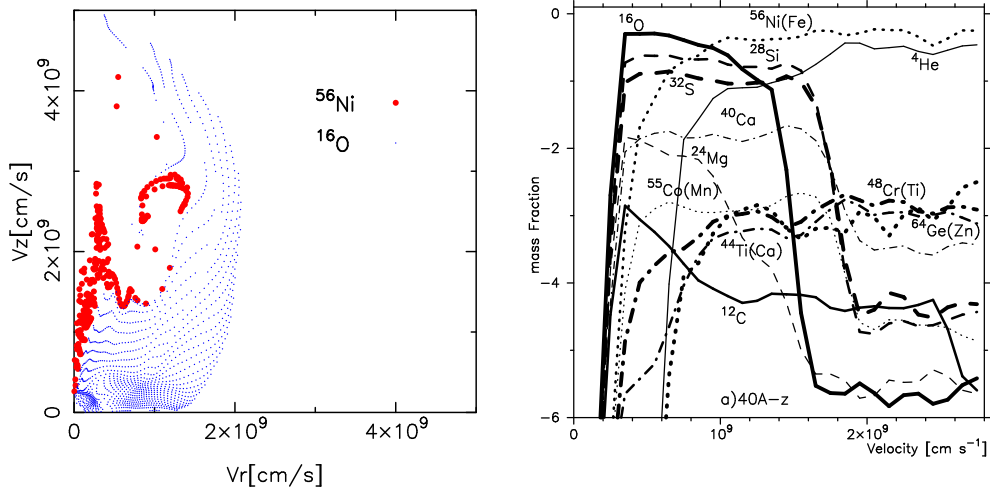 4×10⁹
2×10⁹
0
Vz[cm/s]
⁵⁶Ni
¹⁶O
0
2×10⁹
4×10⁹
Vr[cm/s]
0
−2
−4
−6
mass Fraction
¹⁶O
⁵⁶Ni(Fe)
²⁸Si
⁴He
³²S
⁴⁰Ca
²⁴Mg
⁵⁵Co(Mn)
⁴⁸Cr(Ti)
⁶⁴Ge(Zn)
⁴⁴Ti(Ca)
¹²C
a)40A−z
0
10⁹
2×10⁹
Velocity [cm s⁻¹]